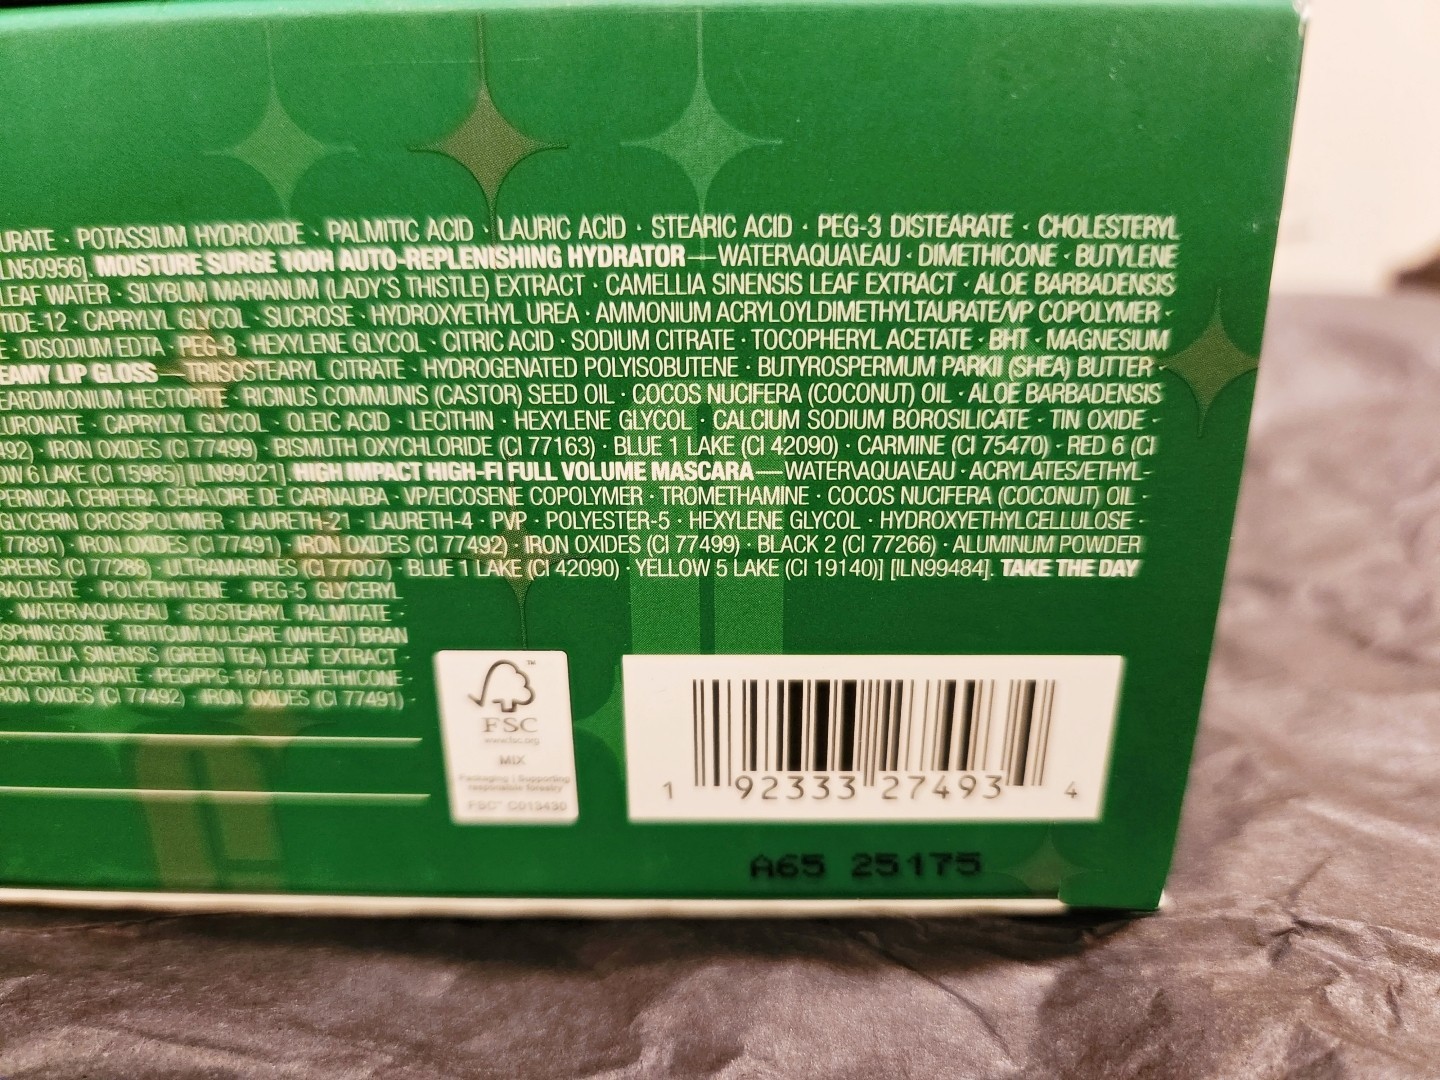 URATE · POTASSIUM HYDROXIDE · PALMITIC ACID · LAURIC ACID · STEARIC ACID · PEG-3 DISTEARATE · CHOLESTERYL
LN50956]. MOISTURE SURGE 100H AUTO-REPLENISHING HYDRATOR—WATER\AQUA\EAU · DIMETHICONE · BUTYLENE
LEAF WATER · SILYBUM MARIANUM (LADY'S THISTLE) EXTRACT · CAMELLIA SINENSIS LEAF EXTRACT · ALOE BARBADENSIS
TIDE-12 · CAPRYLYL GLYCOL · SUCROSE · HYDROXYETHYL UREA · AMMONIUM ACRYLOYLDIMETHYLTAURATE/VP COPOLYMER ·
E · DISODIUM EDTA · PEG-8 · HEXYLENE GLYCOL · CITRIC ACID · SODIUM CITRATE · TOCOPHERYL ACETATE · BHT · MAGNESIUM
EAMY LIP GLOSS—TRIISOSTEARYL CITRATE · HYDROGENATED POLYISOBUTENE · BUTYROSPERMUM PARKII (SHEA) BUTTER ·
EARDIMONIUM HECTORITE · RICINUS COMMUNIS (CASTOR) SEED OIL · COCOS NUCIFERA (COCONUT) OIL · ALOE BARBADENSIS
LURONATE · CAPRYLYL GLYCOL · OLEIC ACID · LECITHIN · HEXYLENE GLYCOL · CALCIUM SODIUM BOROSILICATE · TIN OXIDE ·
492) · IRON OXIDES (CI 77499) · BISMUTH OXYCHLORIDE (CI 77163) · BLUE 1 LAKE (CI 42090) · CARMINE (CI 75470) · RED 6 (CI
OW 6 LAKE (CI 15985)] [ILN99021]. HIGH IMPACT HIGH-FI FULL VOLUME MASCARA—WATER\AQUA\EAU · ACRYLATES/ETHYL-
PERNICIA CERIFERA CERA\CIRE DE CARNAUBA · VP/EICOSENE COPOLYMER · TROMETHAMINE · COCOS NUCIFERA (COCONUT) OIL ·
GLYCERIN CROSSPOLYMER · LAURETH-21 · LAURETH-4 · PVP · POLYESTER-5 · HEXYLENE GLYCOL · HYDROXYETHYLCELLULOSE ·
77891) · IRON OXIDES (CI 77491) · IRON OXIDES (CI 77492) · IRON OXIDES (CI 77499) · BLACK 2 (CI 77266) · ALUMINUM POWDER
GREENS (CI 77288) · ULTRAMARINES (CI 77007) · BLUE 1 LAKE (CI 42090) · YELLOW 5 LAKE (CI 19140)] [ILN99484]. TAKE THE DAY
RAOLEATE · POLYETHYLENE · PEG-5 GLYCERYL
· WATER\AQUA\EAU · ISOSTEARYL PALMITATE ·
SPHINGOSINE · TRITICUM VULGARE (WHEAT) BRAN
CAMELLIA SINENSIS (GREEN TEA) LEAF EXTRACT ·
GLYCERYL LAURATE · PEG/PPG-18/18 DIMETHICONE ·
RON OXIDES (CI 77492) · IRON OXIDES (CI 77491)
FSC
www.fsc.org
MIX
Packaging | Supporting
responsible forestry
FSC™ C013430
1 92333 27493 4
A65 25175